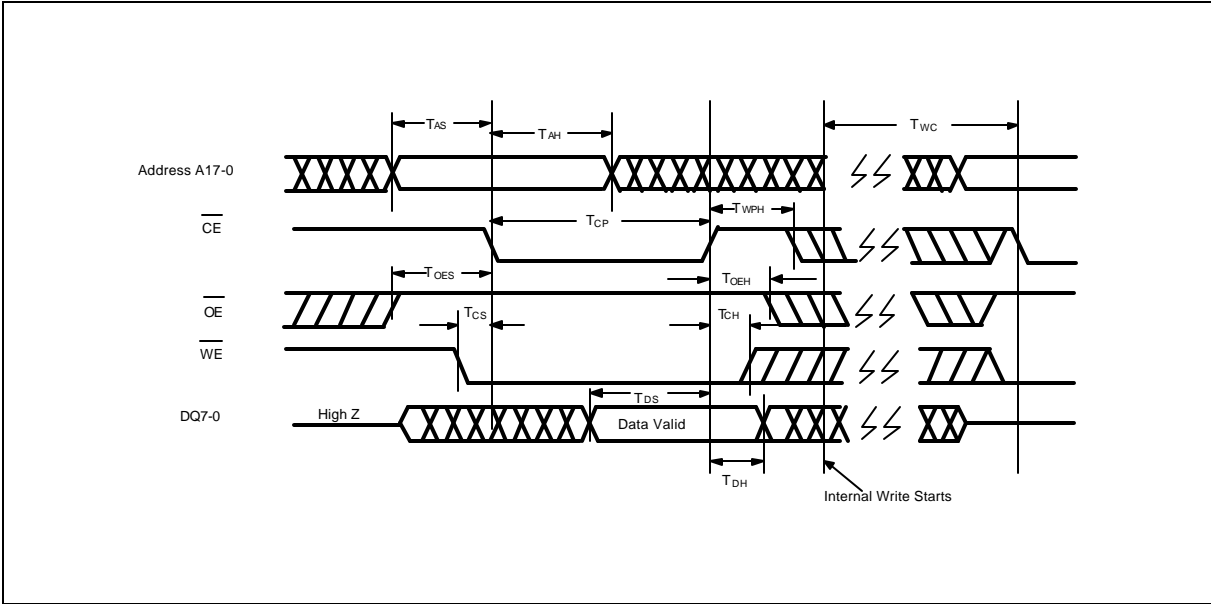 TAS
TAH
TWC
Address A17-0
TCP
TWPH
CE
TOES
TOEH
OE
TCS
TCH
WE
TDS
DQ7-0
High Z
Data Valid
TDH
Internal Write Starts